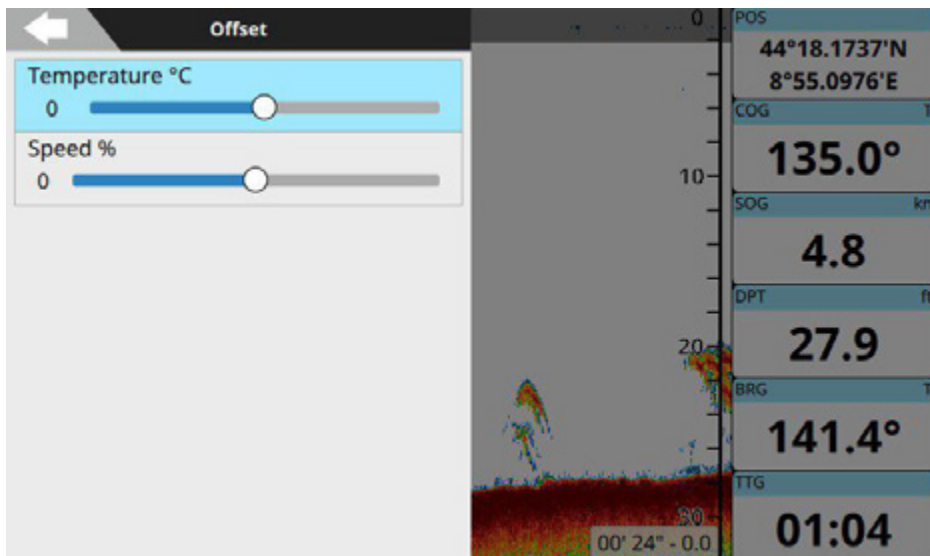 Offset
Temperature °C
0
Speed %
0
0
10
20
30
00' 24" - 0.0
POS
44°18.1737'N
8°55.0976'E
COG T
135.0°
SOG
4.8
DPT
27.9
BRG T
141.4°
TTG
01:04